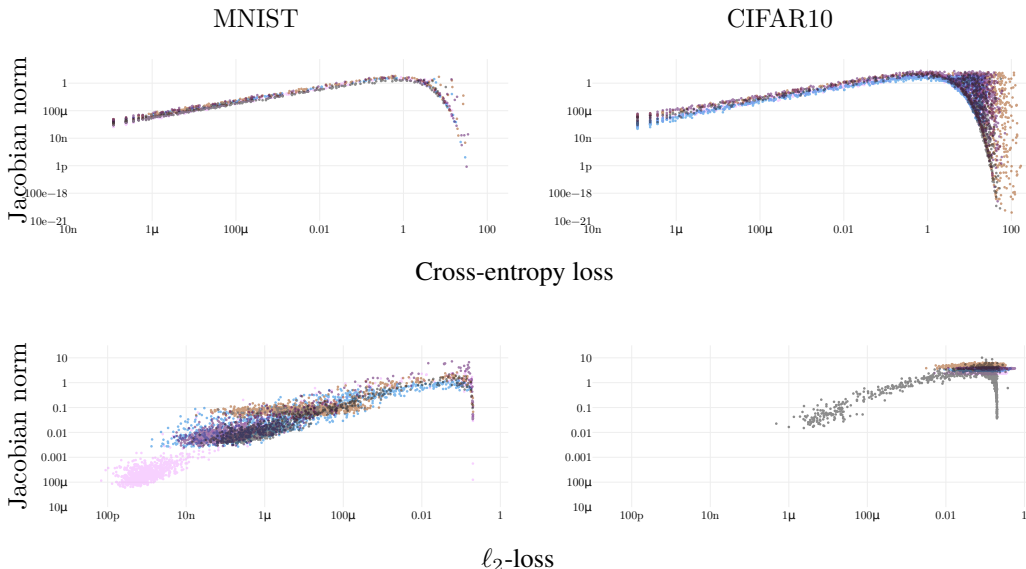 MNIST CIFAR10
Jacobian norm
1 1
100μ 100μ
10n 10n
1p 1p
100e−18 100e−18
10e−21 10e−21
10n 1μ 100μ 0.01 1 100 10n 1μ 100μ 0.01 1 100
Cross-entropy loss
Jacobian norm
10 10
1 1
0.1 0.1
0.01 0.01
0.001 0.001
100μ 100μ
10μ 10μ
100p 10n 1μ 100μ 0.01 1 100p 10n 1μ 100μ 0.01 1
ℓ2-loss